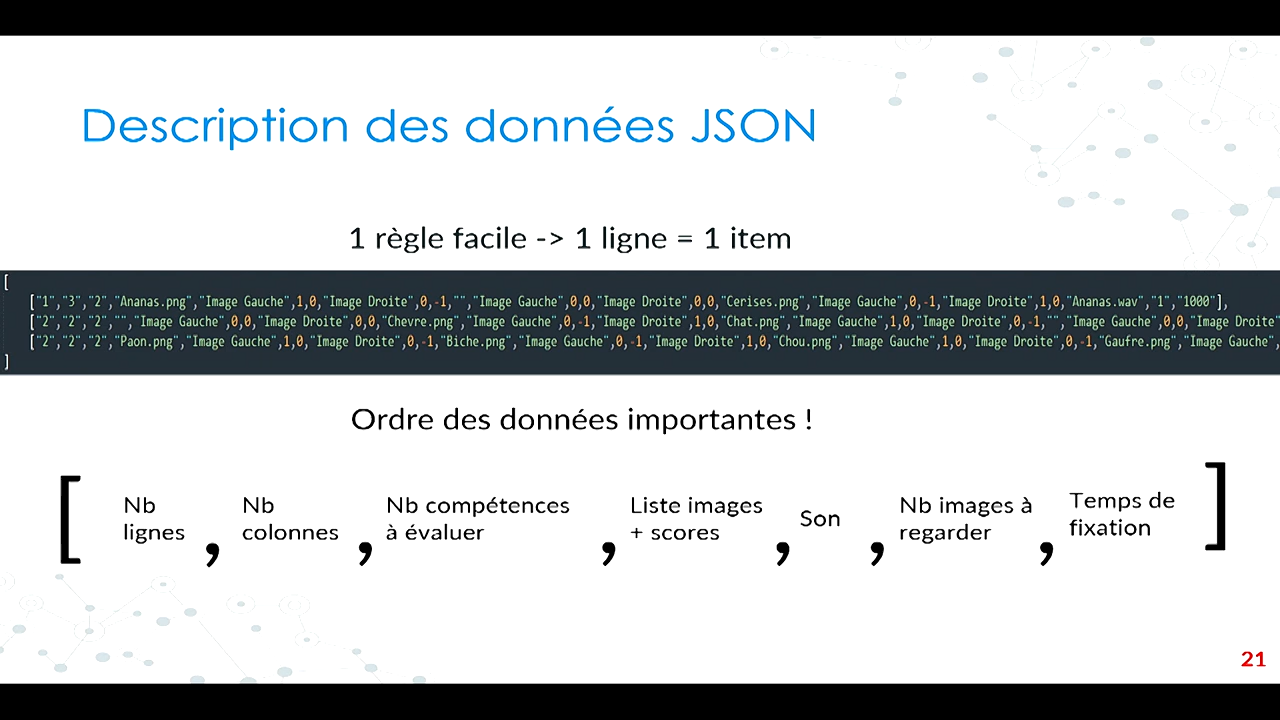 Description des données JSON
1 règle facile -> 1 ligne = 1 item
[
["1","3","2","Ananas.png","Image Gauche",1,0,"Image Droite",0,-1,"","Image Gauche",0,0,"Image Droite",0,0,"Cerises.png","Image Gauche",0,-1,"Image Droite",1,0,"Ananas.wav","1","1000"],
["2","2","2","","Image Gauche",0,0,"Image Droite",0,0,"Chevre.png","Image Gauche",0,-1,"Image Droite",1,0,"Chat.png","Image Gauche",1,0,"Image Droite",0,-1,"","Image Gauche",0,0,"Image Droite"
["2","2","2","Paon.png","Image Gauche",1,0,"Image Droite",0,-1,"Biche.png","Image Gauche",0,-1,"Image Droite",1,0,"Chou.png","Image Gauche",1,0,"Image Droite",0,-1,"Gaufre.png","Image Gauche",
]
Ordre des données importantes !
[
Nb
lignes
,
Nb
colonnes
,
Nb compétences
à évaluer
,
Liste images
+ scores
,
Son
,
Nb images à
regarder
,
Temps de
fixation
]
21